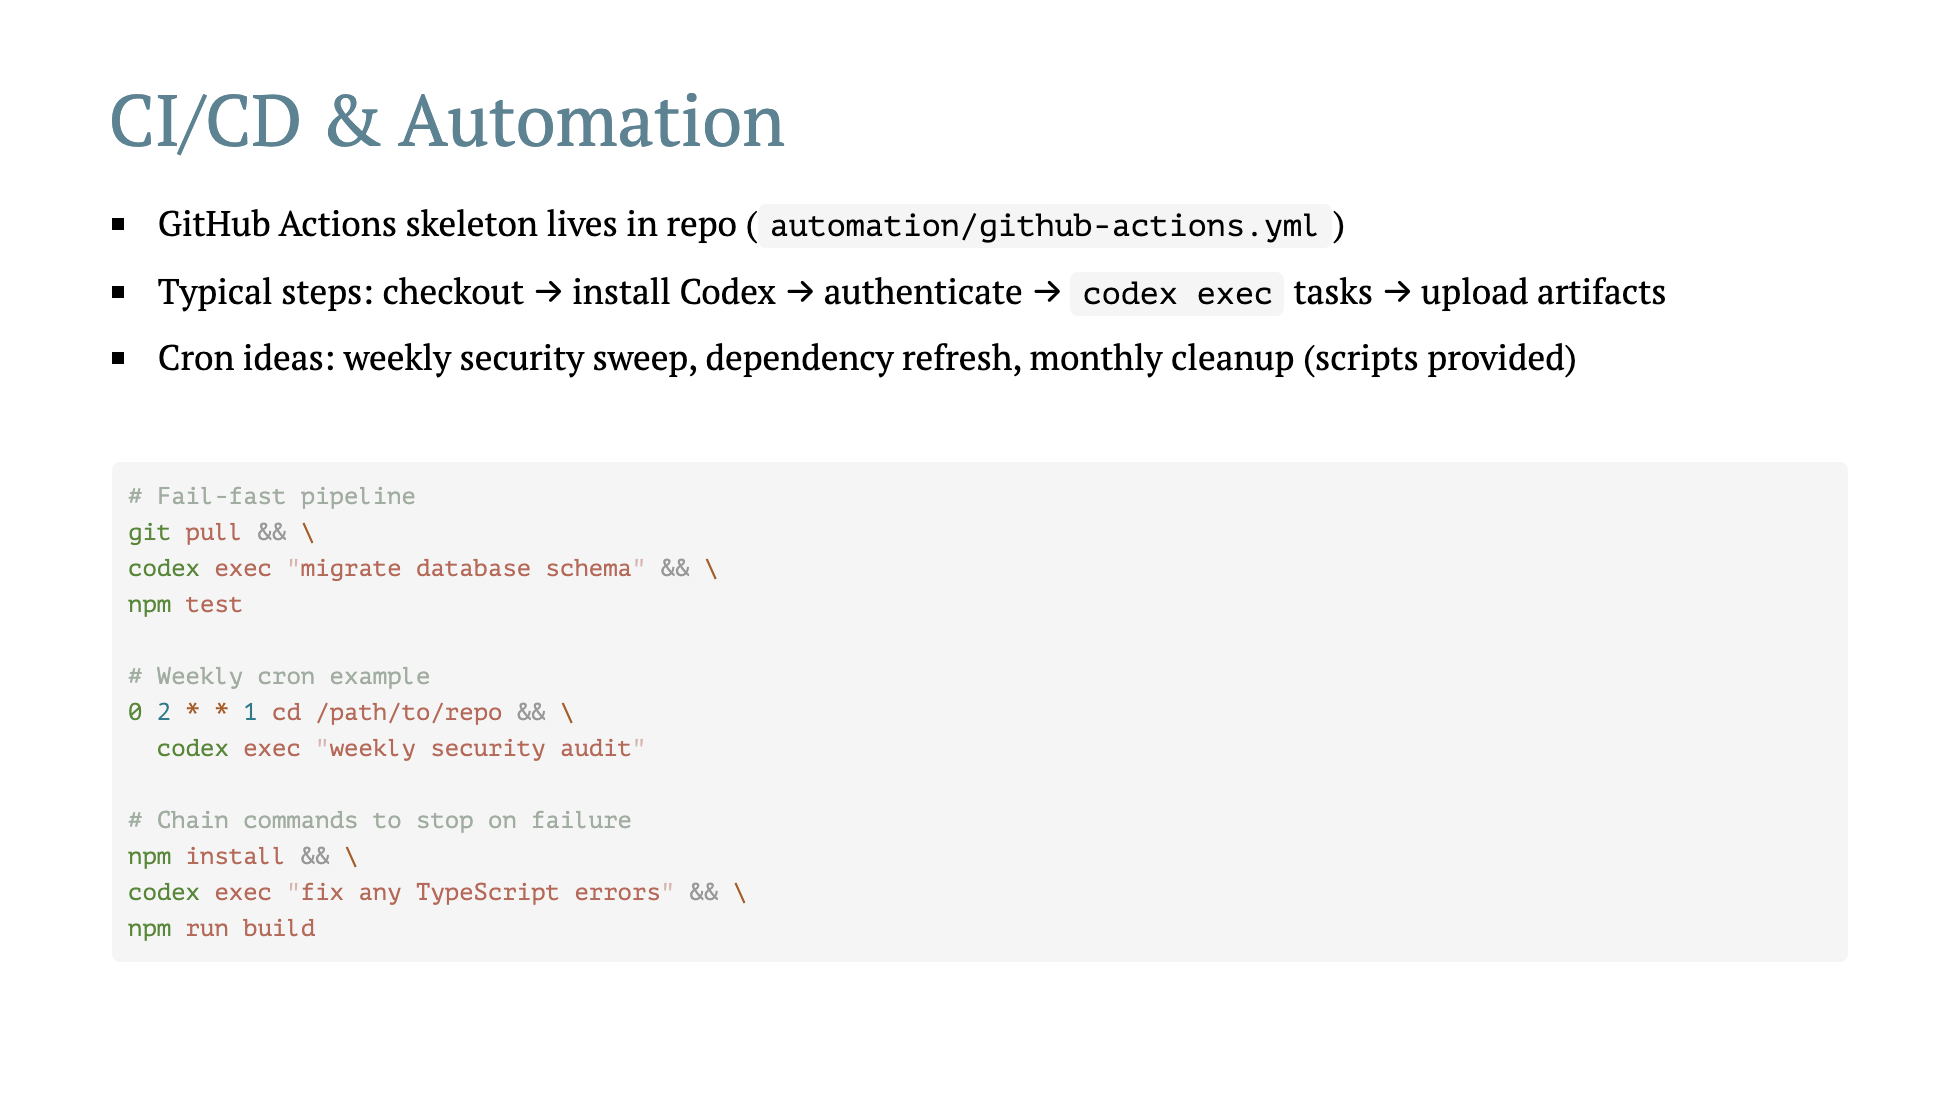 CI/CD & Automation
▪ GitHub Actions skeleton lives in repo (automation/github-actions.yml)
▪ Typical steps: checkout → install Codex → authenticate → codex exec tasks → upload artifacts
▪ Cron ideas: weekly security sweep, dependency refresh, monthly cleanup (scripts provided)
# Fail-fast pipeline
git pull && \
codex exec "migrate database schema" && \
npm test
# Weekly cron example
0 2 * * 1 cd /path/to/repo && \
  codex exec "weekly security audit"
# Chain commands to stop on failure
npm install && \
codex exec "fix any TypeScript errors" && \
npm run build